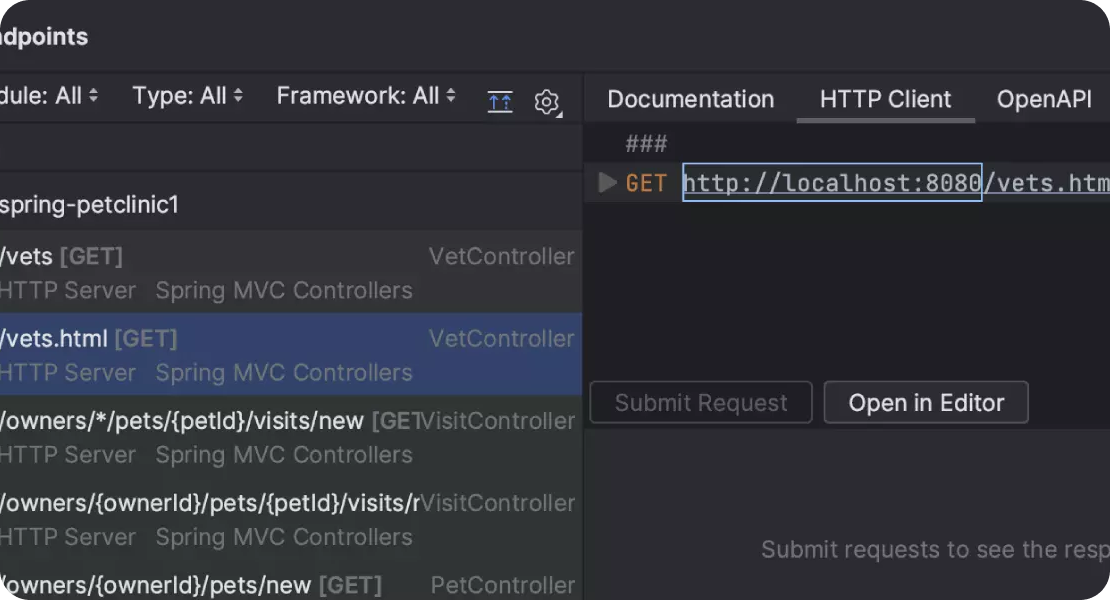 dpoints
dule: All Type: All Framework: All
Documentation HTTP Client OpenAPI
###
GET http://localhost:8080/vets.htm
spring-petclinic1
/vets [GET] VetController
HTTP Server Spring MVC Controllers
/vets.html [GET] VetController
HTTP Server Spring MVC Controllers
/owners/*/pets/{petId}/visits/new [GET VisitController
HTTP Server Spring MVC Controllers
/owners/{ownerId}/pets/{petId}/visits/r VisitController
HTTP Server Spring MVC Controllers
/owners/{ownerId}/pets/new [GET] PetController
Submit Request Open in Editor
Submit requests to see the resp